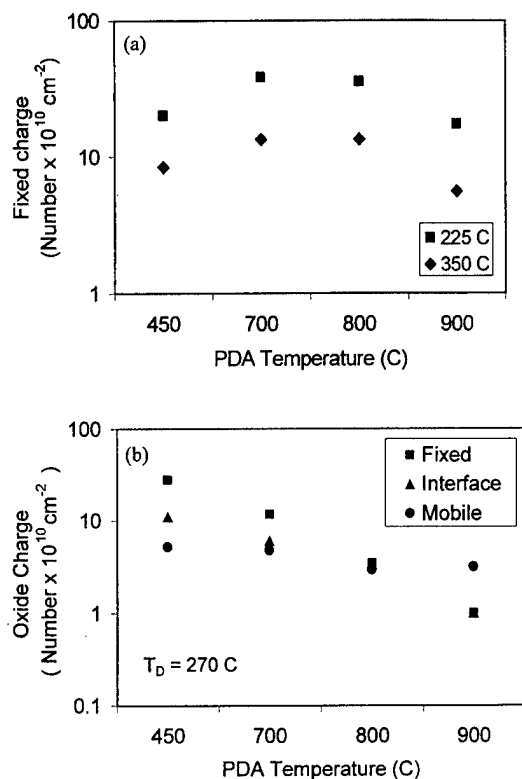 (a)
Fixed charge
(Number x 10^10 cm^-2)
100
10
1
225 C
350 C
450 700 800 900
PDA Temperature (C)
(b)
Oxide Charge
( Number x 10^10 cm^-2 )
100
10
1
0.1
Fixed
Interface
Mobile
T_D = 270 C
450 700 800 900
PDA Temperature (C)